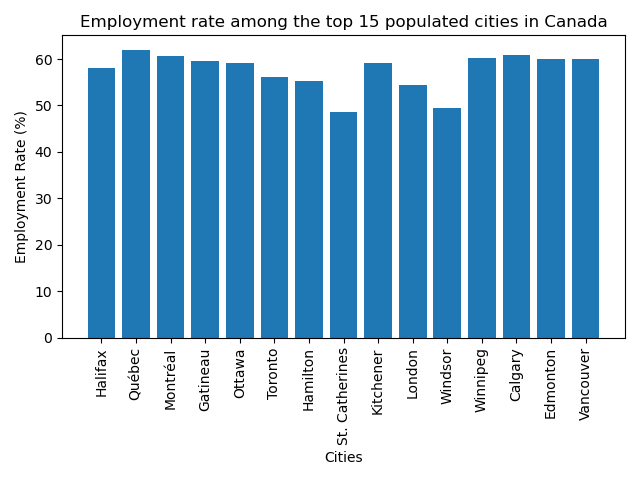 Employment rate among the top 15 populated cities in Canada
Employment Rate (%)
60
50
40
30
20
10
0
Halifax
Québec
Montréal
Gatineau
Ottawa
Toronto
Hamilton
St. Catherines
Kitchener
London
Windsor
Winnipeg
Calgary
Edmonton
Vancouver
Cities